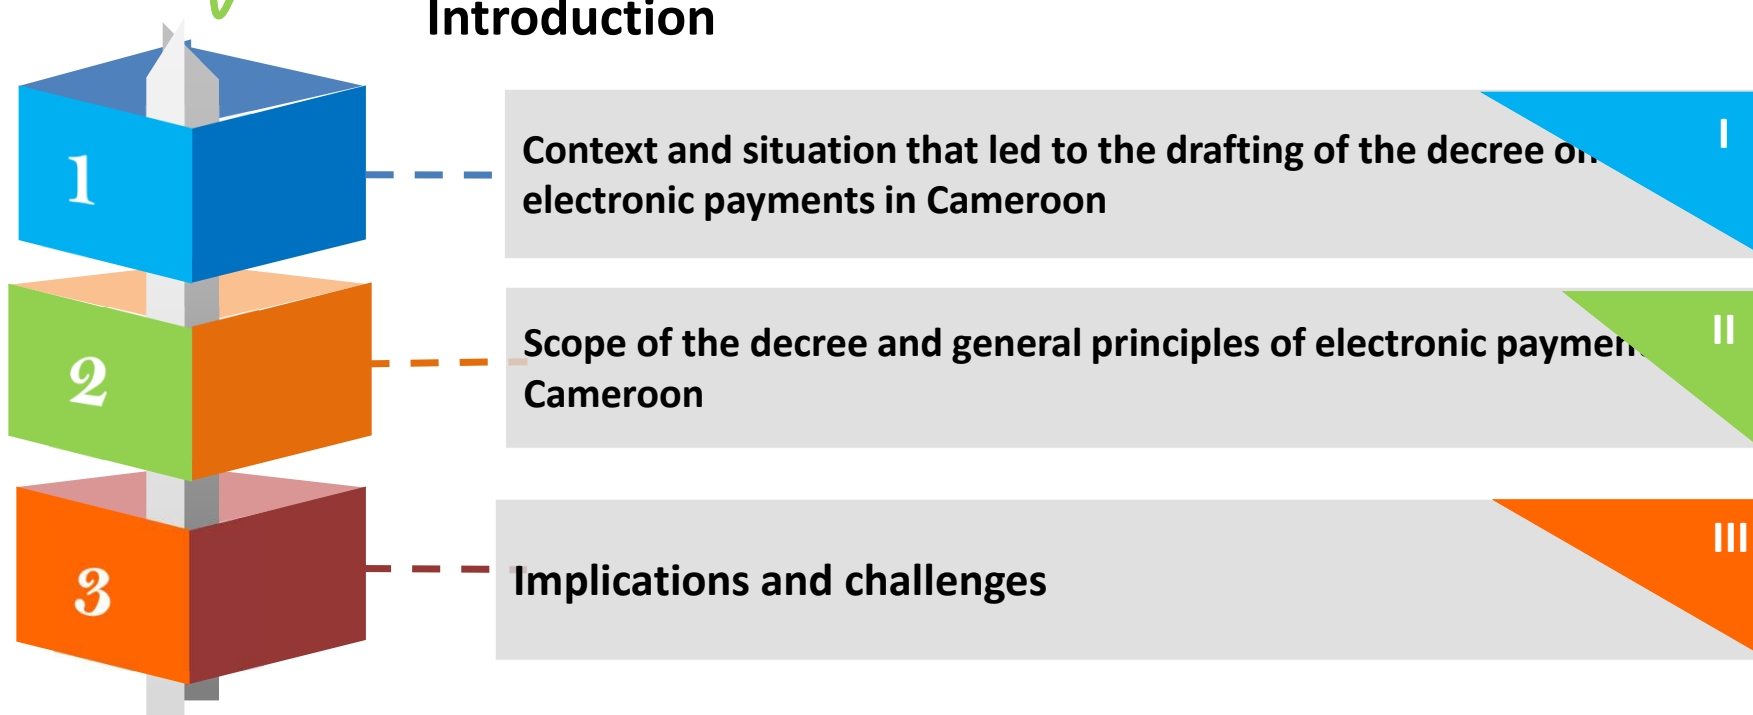 Introduction
1
Context and situation that led to the drafting of the decree on
electronic payments in Cameroon
I
2
Scope of the decree and general principles of electronic
Cameroon
II
3
Implications and challenges
III